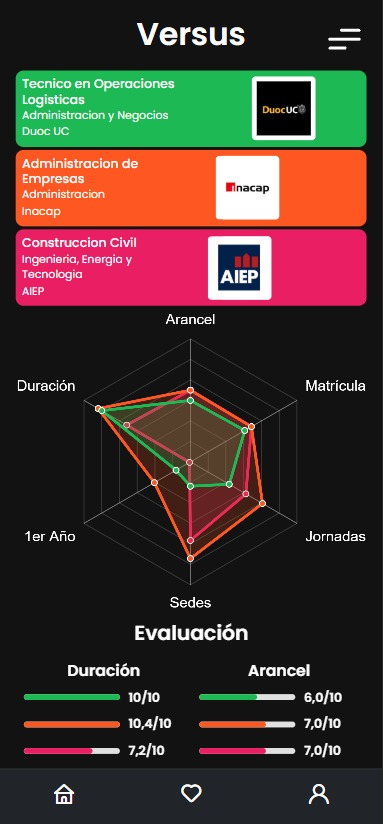 Versus
Tecnico en Operaciones
Logisticas
Administracion y Negocios
Duoc UC
DuocUC
Administracion de
Empresas
Administracion
Inacap
inacap
Construccion Civil
Ingenieria, Energia y
Tecnologia
AIEP
AIEP
Arancel
Duración
Matrícula
1er Año
Jornadas
Sedes
Evaluación
Duración
Arancel
10/10
6,0/10
10,4/10
7,0/10
7,2/10
7,0/10